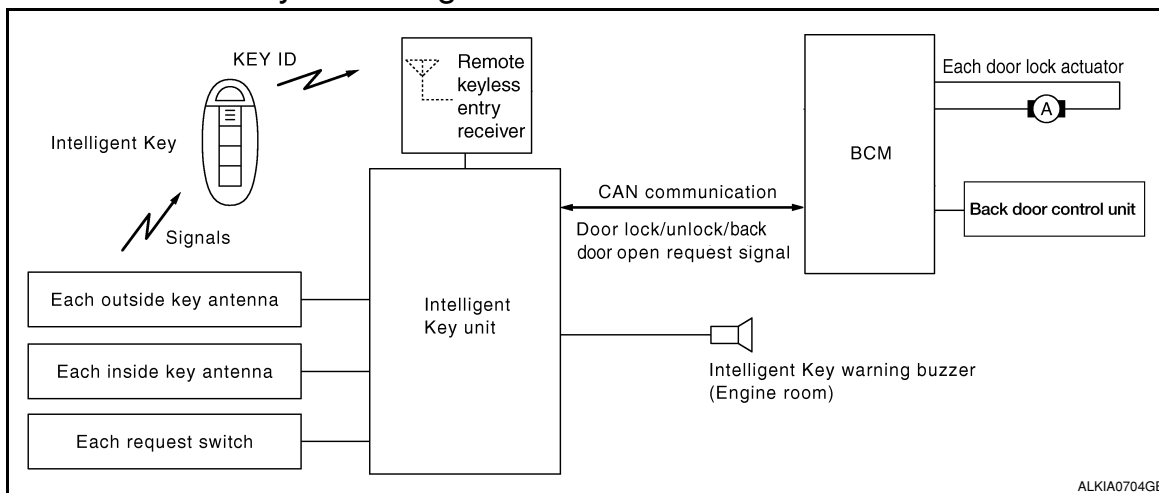 KEY ID
Remote
keyless
entry
receiver
Intelligent Key
Signals
Each outside key antenna
Each inside key antenna
Each request switch
Intelligent
Key unit
CAN communication
Door lock/unlock/back
door open request signal
BCM
Each door lock actuator
A
Back door control unit
Intelligent Key warning buzzer
(Engine room)
ALKIA0704GB